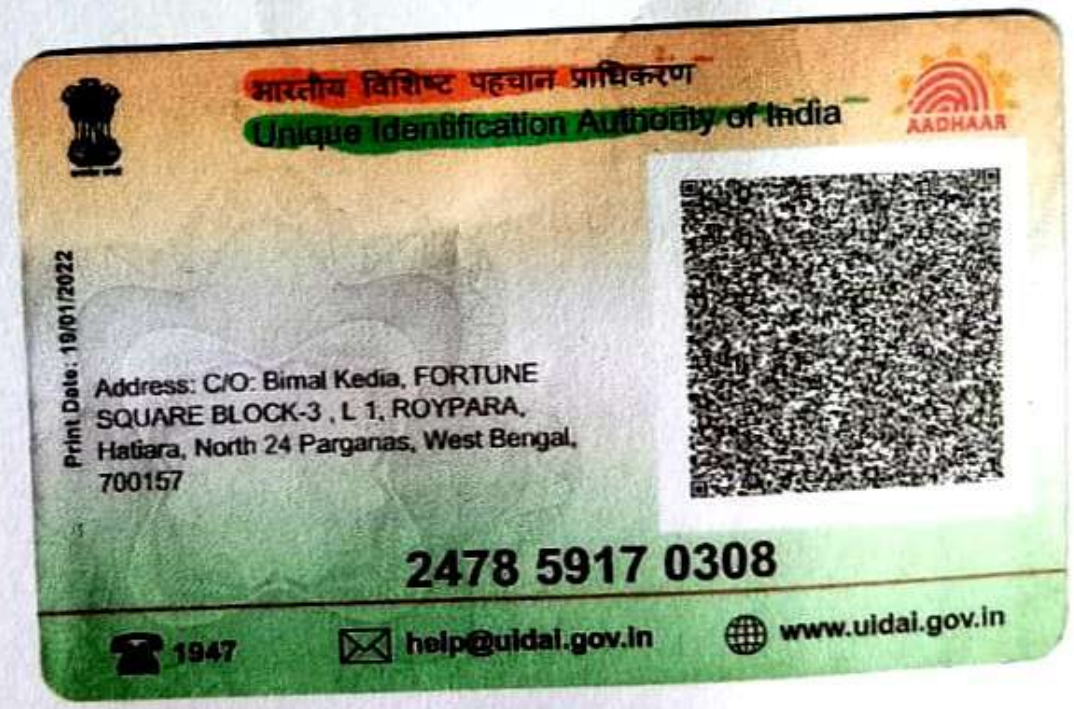 भारतीय विशिष्ट पहचान प्राधिकरण
Unique Identification Authority of India
AADHAAR
Print Date: 19/01/2022
Address: C/O: Bimal Kedia, FORTUNE
SQUARE BLOCK-3 , L 1, ROYPARA,
Hatiara, North 24 Parganas, West Bengal,
700157
2478 5917 0308
1947
help@uidai.gov.in
www.uidai.gov.in